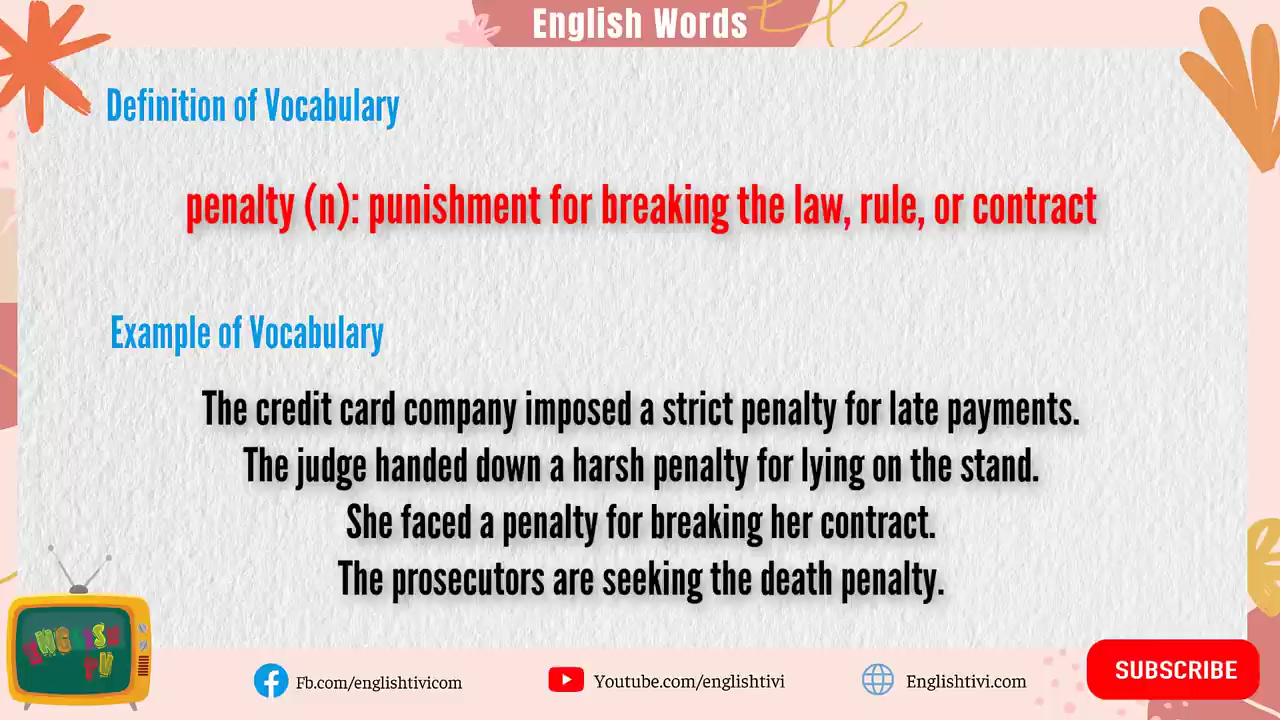 English Words
Definition of Vocabulary
penalty (n): punishment for breaking the law, rule, or contract
Example of Vocabulary
The credit card company imposed a strict penalty for late payments.
The judge handed down a harsh penalty for lying on the stand.
She faced a penalty for breaking her contract.
The prosecutors are seeking the death penalty.
ENGLISH
TV
Fb.com/englishtivicom
Youtube.com/englishtivi
Englishtivi.com
SUBSCRIBE